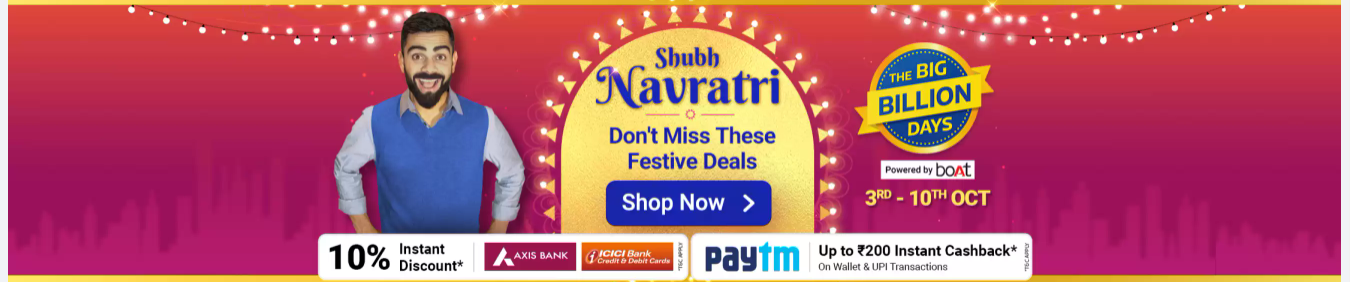 Shubh
Navratri
Don't Miss These
Festive Deals
Shop Now
THE BIG
BILLION
DAYS
Powered by boAt
3RD - 10TH OCT
10% Instant
Discount*
AXIS BANK
ICICI Bank
Credit & Debit Cards
*T&C APPLY
paytm
Up to ₹200 Instant Cashback*
On Wallet & UPI Transactions
*T&C APPLY